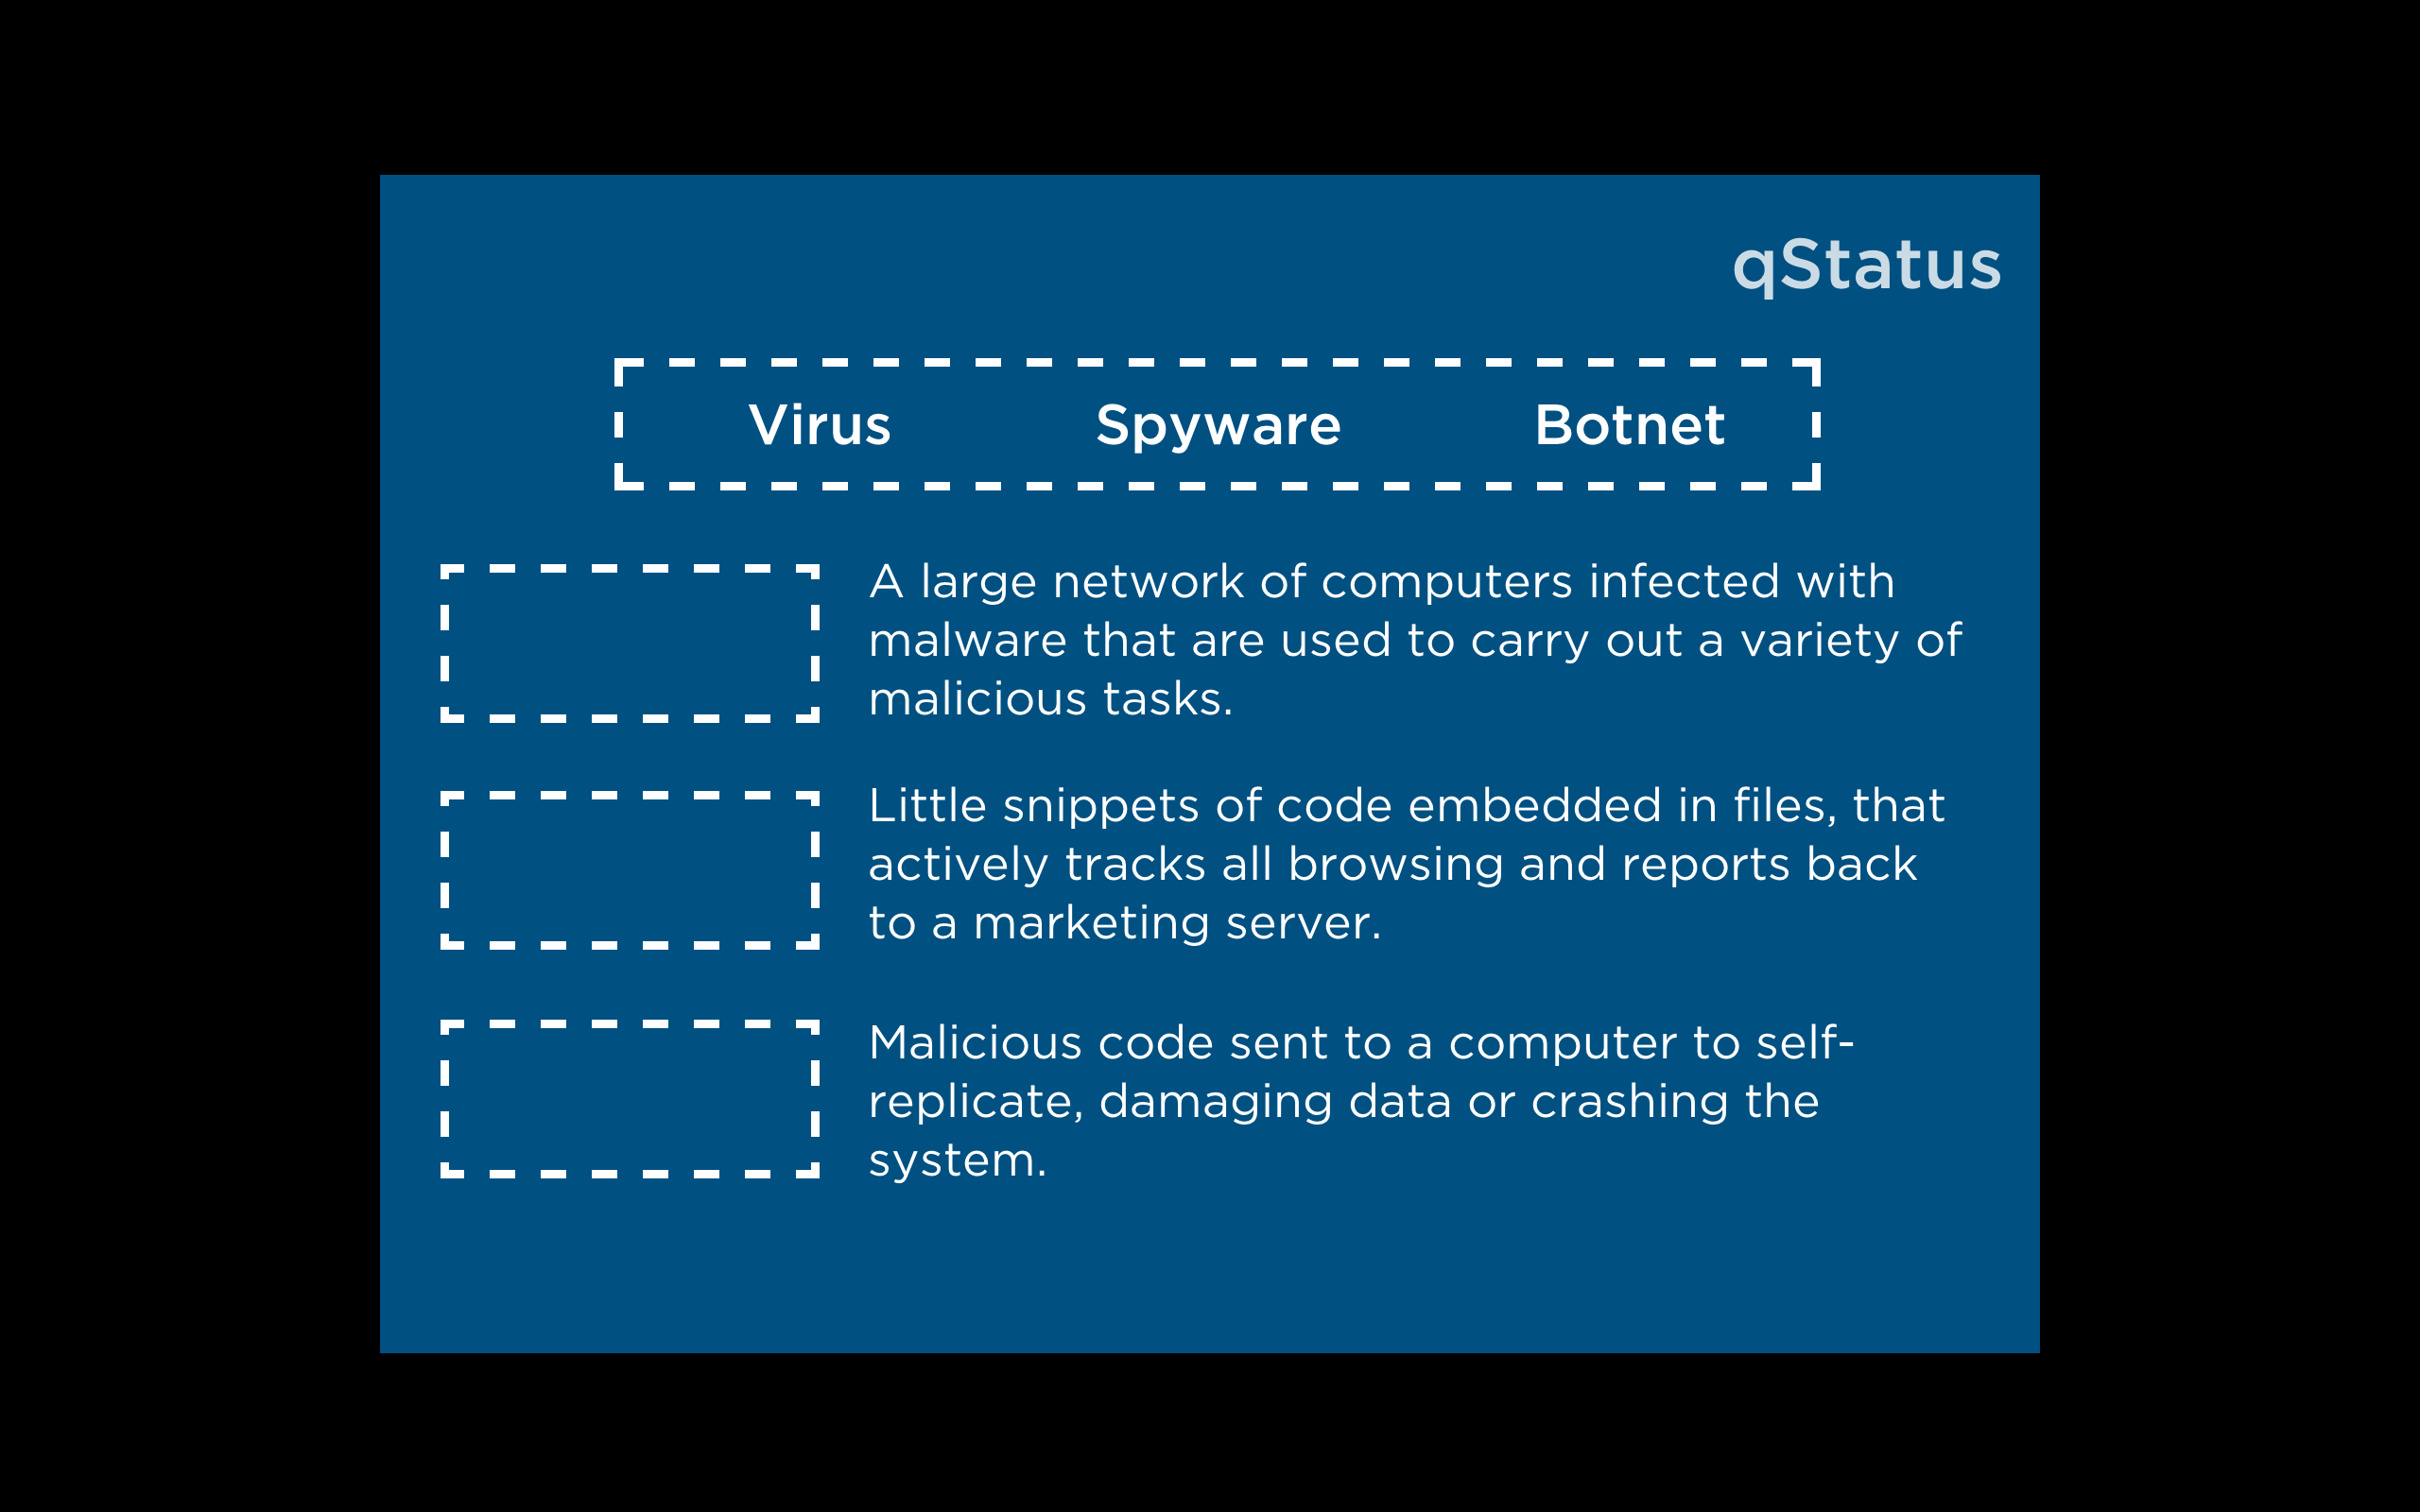 qStatus
Virus Spyware Botnet
A large network of computers infected with
malware that are used to carry out a variety of
malicious tasks.
Little snippets of code embedded in files, that
actively tracks all browsing and reports back
to a marketing server.
Malicious code sent to a computer to self-
replicate, damaging data or crashing the
system.